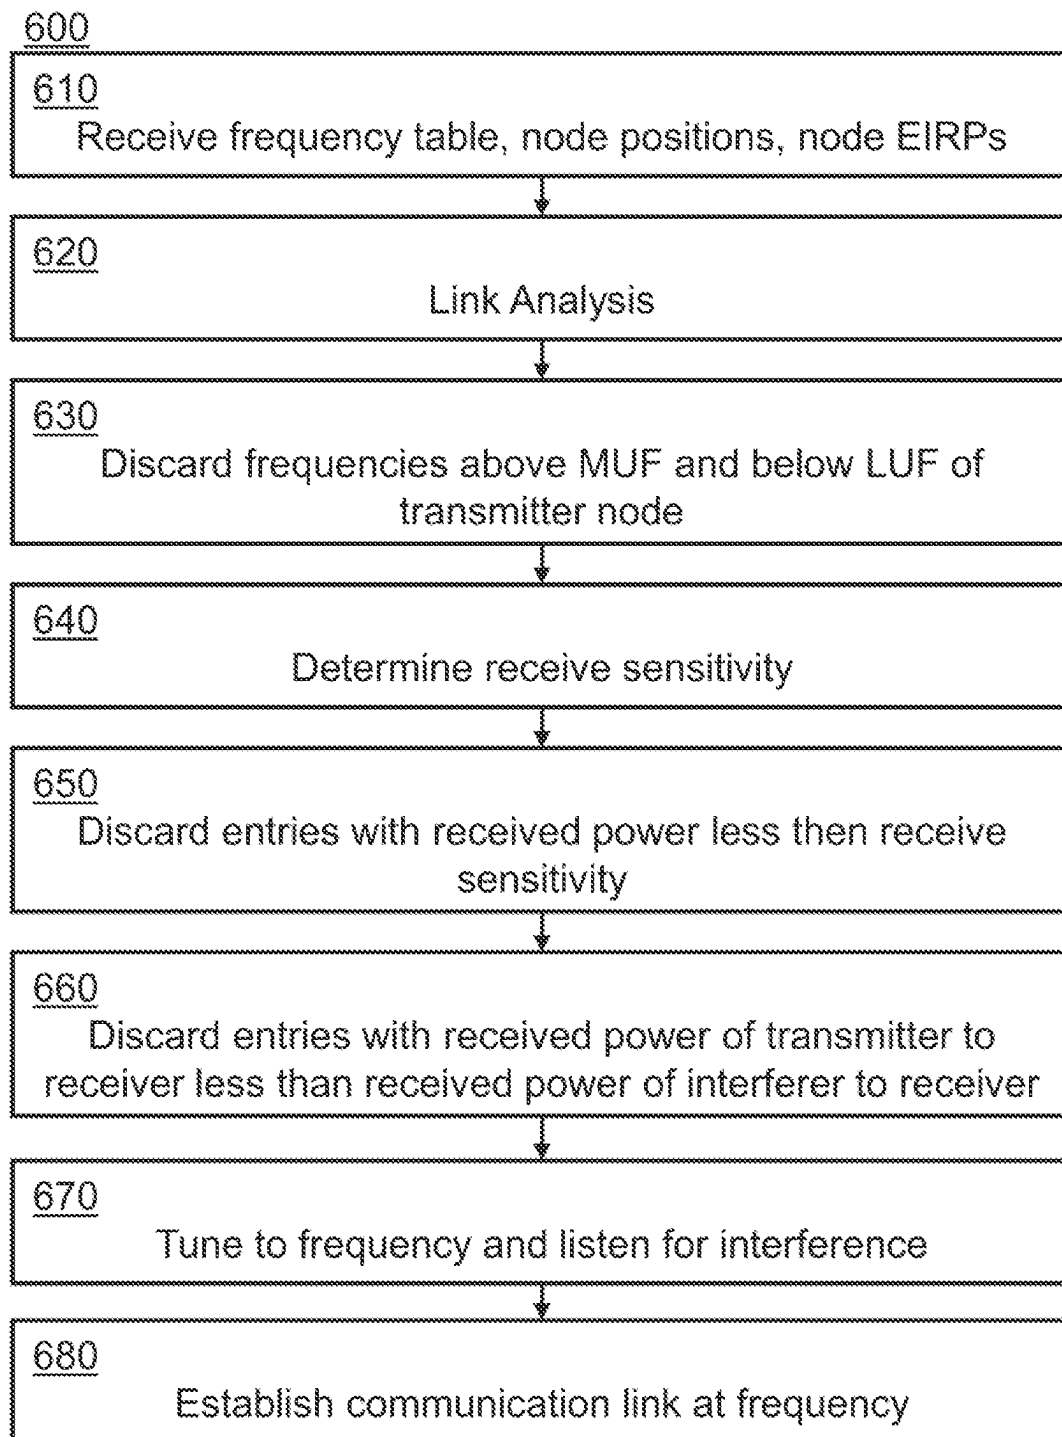 600
610
Receive frequency table, node positions, node EIRPs
620
Link Analysis
630
Discard frequencies above MUF and below LUF of
transmitter node
640
Determine receive sensitivity
650
Discard entries with received power less then receive
sensitivity
660
Discard entries with received power of transmitter to
receiver less than received power of interferer to receiver
670
Tune to frequency and listen for interference
680
Establish communication link at frequency